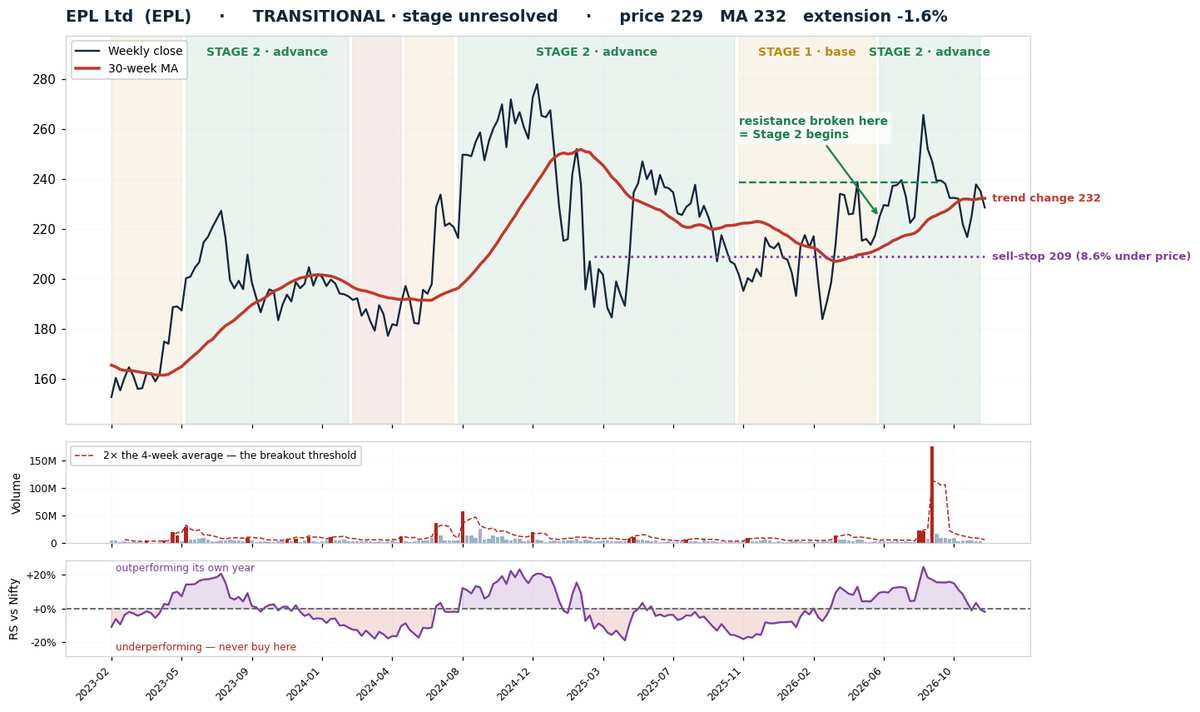 EPL Ltd (EPL) · TRANSITIONAL · stage unresolved · price 229 MA 232 extension -1.6%
Weekly close
30-week MA
STAGE 2 · advance
STAGE 2 · advance
STAGE 1 · base
STAGE 2 · advance
280
260
240
220
200
180
160
resistance broken here
= Stage 2 begins
trend change 232
sell-stop 209 (8.6% under price)
2× the 4-week average — the breakout threshold
Volume
150M
100M
50M
0
RS vs Nifty
+20%
+0%
-20%
outperforming its own year
underperforming — never buy here
2023-02
2023-05
2023-09
2024-01
2024-04
2024-08
2024-12
2025-03
2025-07
2025-11
2026-02
2026-06
2026-10